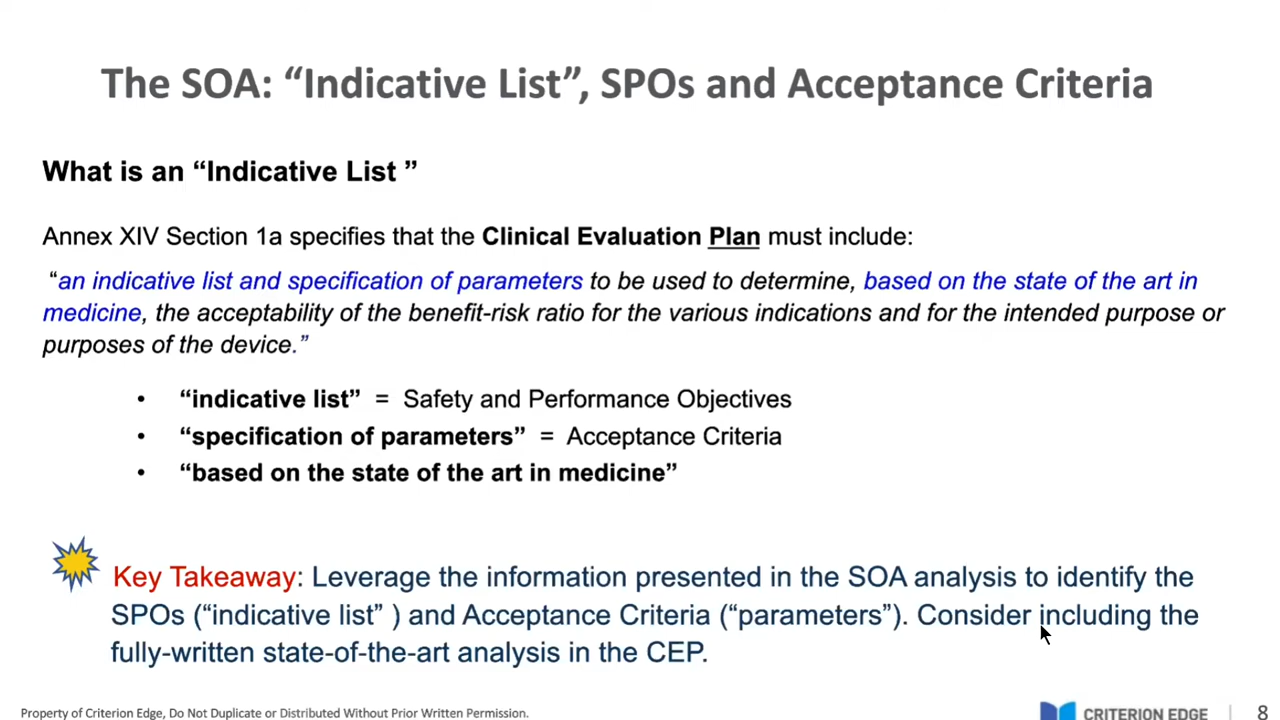 The SOA: “Indicative List”, SPOs and Acceptance Criteria
What is an “Indicative List ”
Annex XIV Section 1a specifies that the Clinical Evaluation Plan must include:
“an indicative list and specification of parameters to be used to determine, based on the state of the art in
medicine, the acceptability of the benefit-risk ratio for the various indications and for the intended purpose or
purposes of the device.”
• “indicative list” = Safety and Performance Objectives
• “specification of parameters” = Acceptance Criteria
• “based on the state of the art in medicine”
Key Takeaway: Leverage the information presented in the SOA analysis to identify the
SPOs (“indicative list” ) and Acceptance Criteria (“parameters”). Consider including the
fully-written state-of-the-art analysis in the CEP.
Property of Criterion Edge, Do Not Duplicate or Distributed Without Prior Written Permission.
CRITERION EDGE | 8